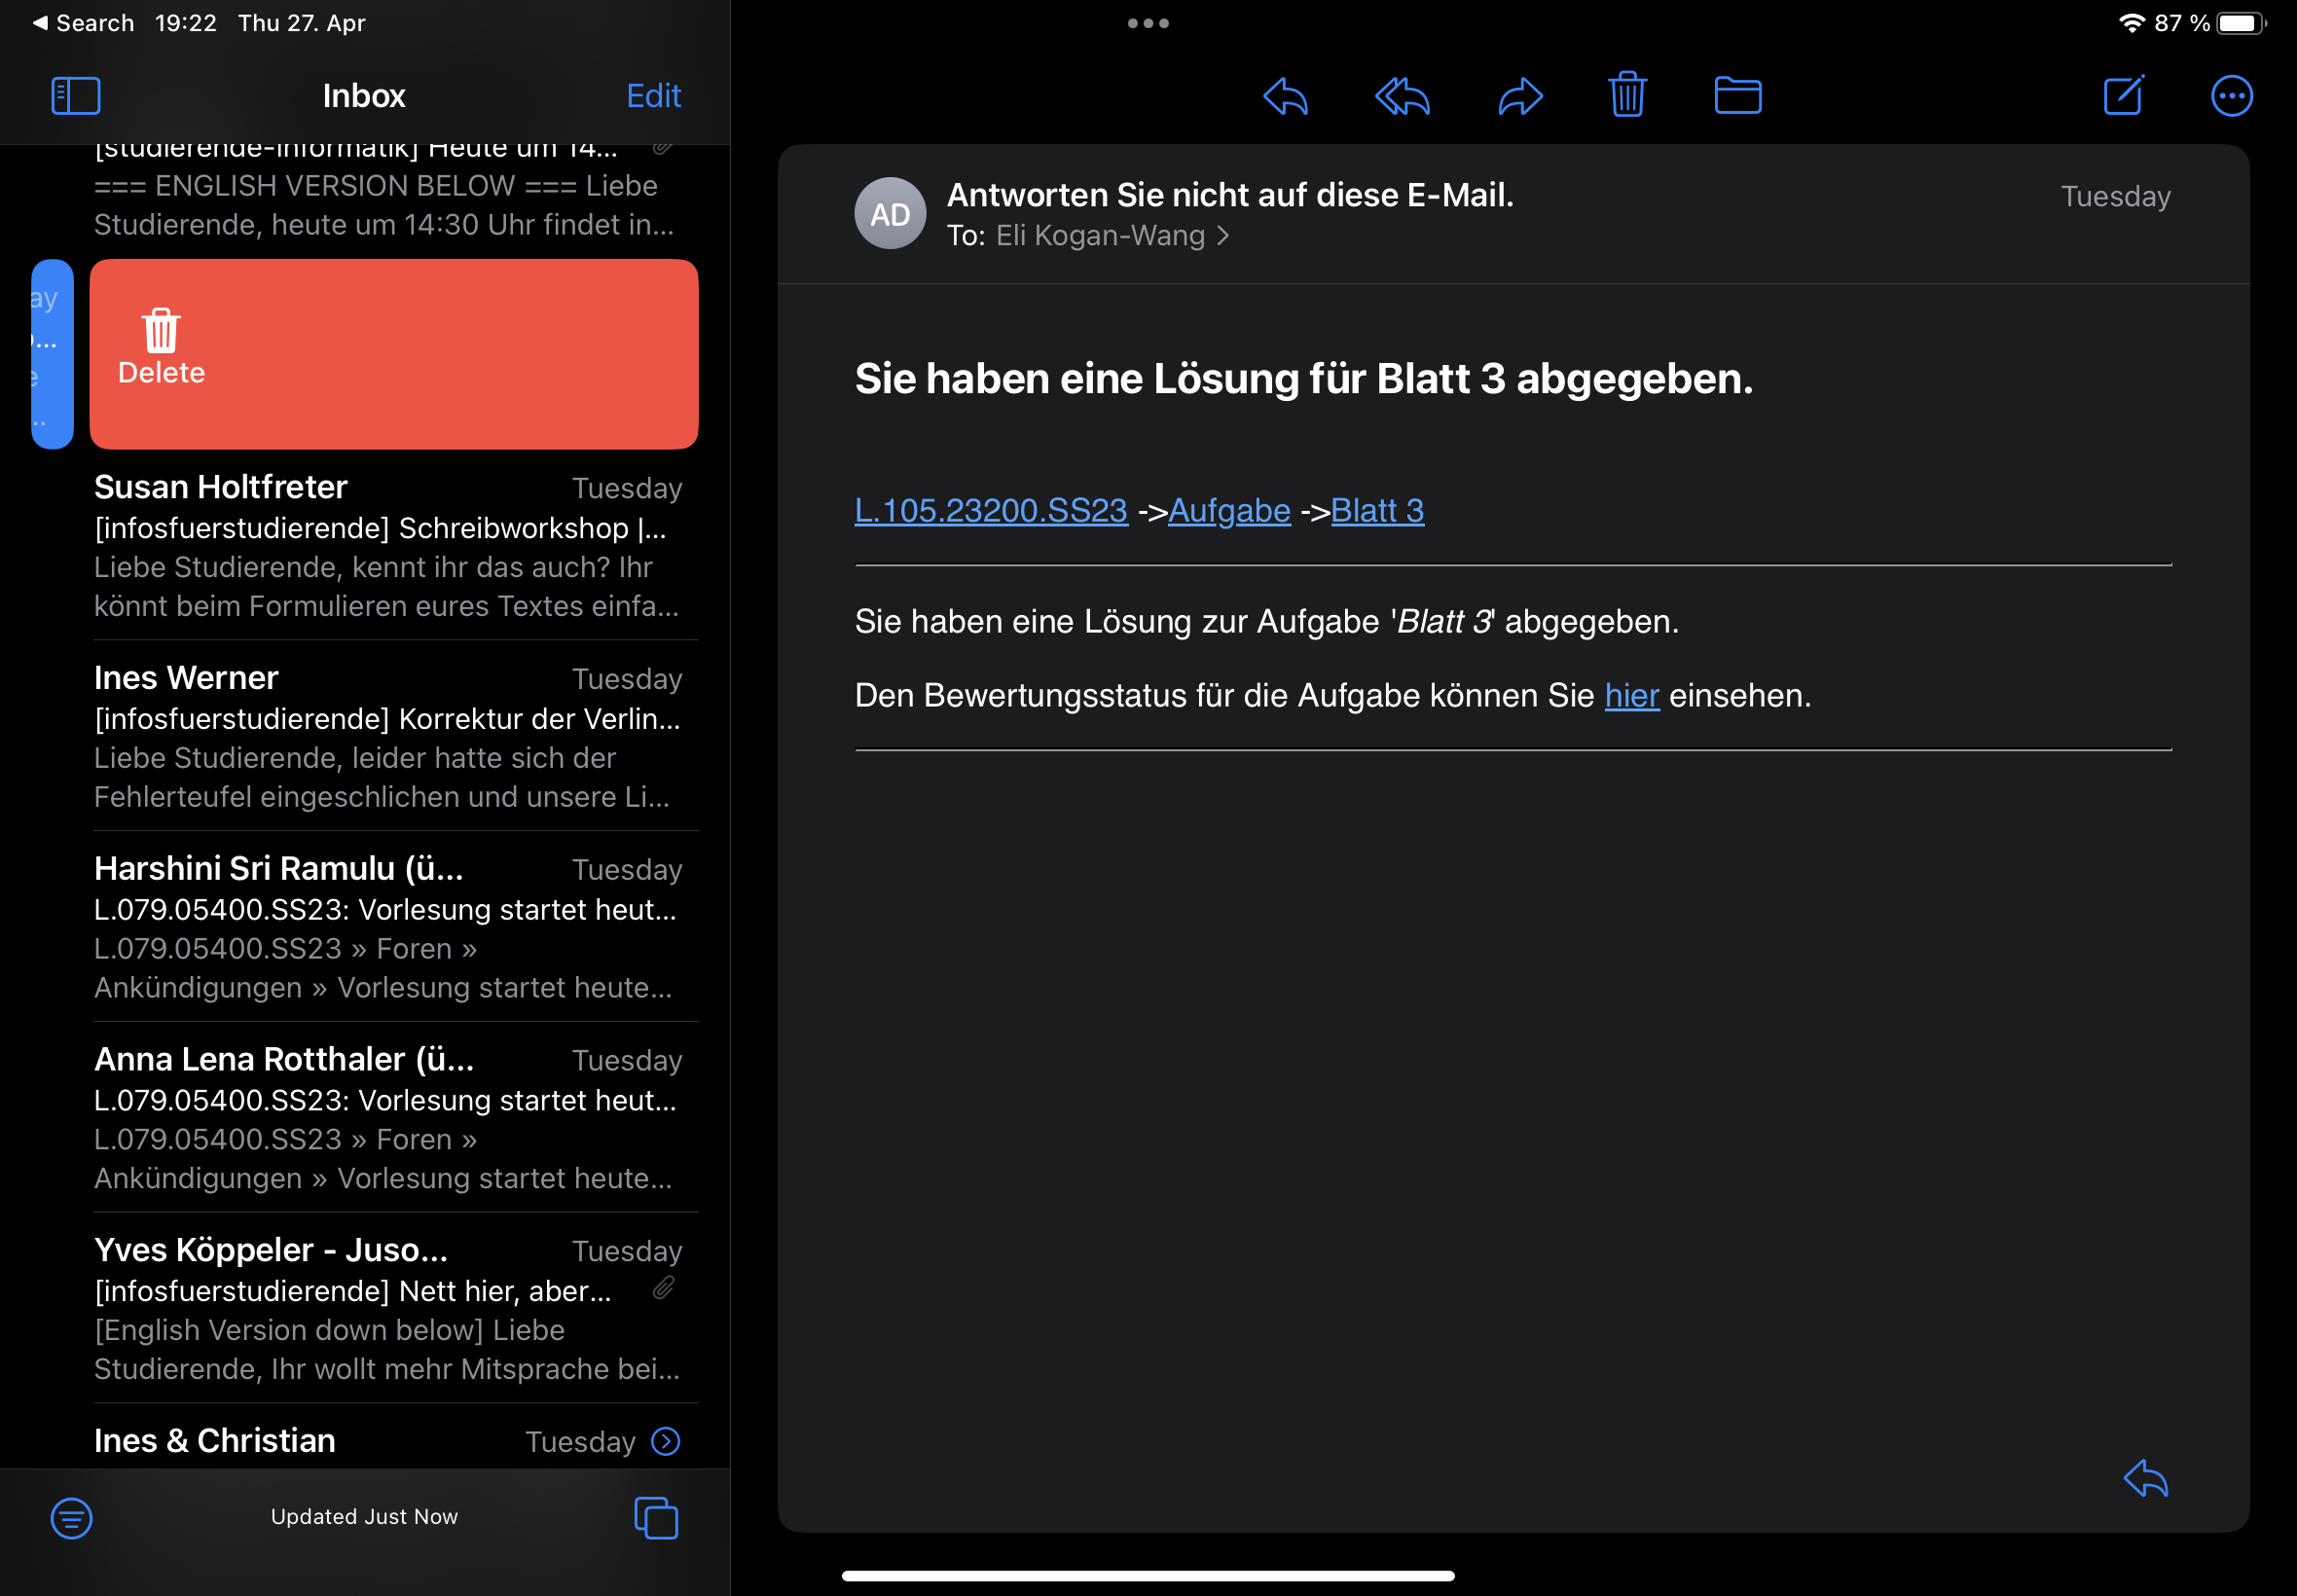 Search 19:22 Thu 27. Apr
87 %
Inbox
Edit
[studierende-informatik] Heute um 14...
=== ENGLISH VERSION BELOW === Liebe
Studierende, heute um 14:30 Uhr findet in...
ay
...
e
..
Delete
Susan Holtfreter Tuesday
[infosfuerstudierende] Schreibworkshop |...
Liebe Studierende, kennt ihr das auch? Ihr
könnt beim Formulieren eures Textes einfa...
Ines Werner Tuesday
[infosfuerstudierende] Korrektur der Verlin...
Liebe Studierende, leider hatte sich der
Fehlerteufel eingeschlichen und unsere Li...
Harshini Sri Ramulu (ü... Tuesday
L.079.05400.SS23: Vorlesung startet heut...
L.079.05400.SS23 » Foren »
Ankündigungen » Vorlesung startet heute...
Anna Lena Rotthaler (ü... Tuesday
L.079.05400.SS23: Vorlesung startet heut...
L.079.05400.SS23 » Foren »
Ankündigungen » Vorlesung startet heute...
Yves Köppeler - Juso... Tuesday
[infosfuerstudierende] Nett hier, aber...
[English Version down below] Liebe
Studierende, Ihr wollt mehr Mitsprache bei...
Ines & Christian Tuesday
Updated Just Now
AD
Antworten Sie nicht auf diese E-Mail. Tuesday
To: Eli Kogan-Wang >
Sie haben eine Lösung für Blatt 3 abgegeben.
L.105.23200.SS23 ->Aufgabe ->Blatt 3
Sie haben eine Lösung zur Aufgabe 'Blatt 3' abgegeben.
Den Bewertungsstatus für die Aufgabe können Sie hier einsehen.